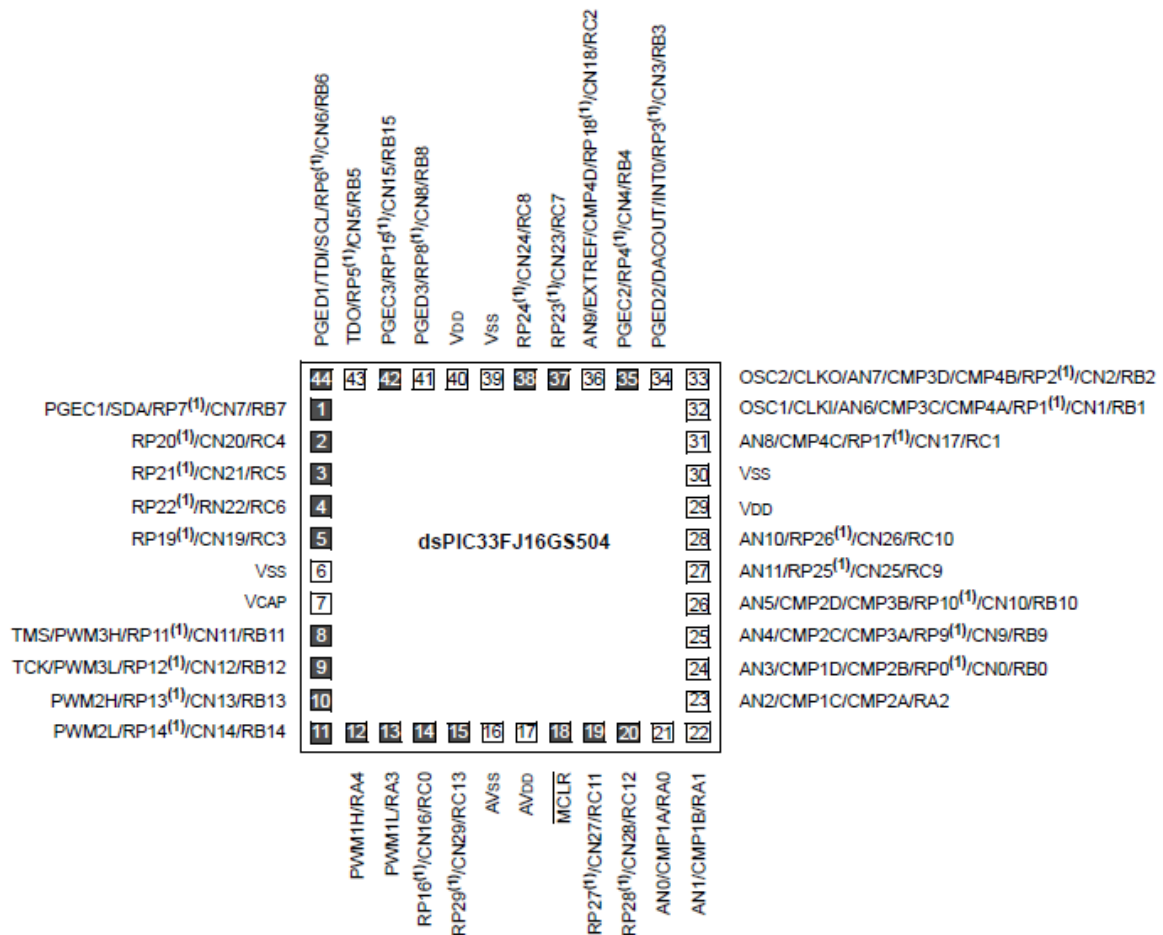 PGED1/TDI/SCL/RP6(1)/CN6/RB6
TDO/RP5(1)/CN5/RB5
PGEC3/RP15(1)/CN15/RB15
PGED3/RP8(1)/CN8/RB8
VDD
VSS
RP24(1)/CN24/RC8
RP23(1)/CN23/RC7
AN9/EXTREF/CMP4D/RP18(1)/CN18/RC2
PGEC2/RP4(1)/CN4/RB4
PGED2/DACOUT/INT0/RP3(1)/CN3/RB3
44 43 42 41 40 39 38 37 36 35 34 33
OSC2/CLKO/AN7/CMP3D/CMP4B/RP2(1)/CN2/RB2
PGEC1/SDA/RP7(1)/CN7/RB7 1
32 OSC1/CLKI/AN6/CMP3C/CMP4A/RP1(1)/CN1/RB1
RP20(1)/CN20/RC4 2
31 AN8/CMP4C/RP17(1)/CN17/RC1
RP21(1)/CN21/RC5 3
30 VSS
RP22(1)/RN22/RC6 4
29 VDD
RP19(1)/CN19/RC3 5
dsPIC33FJ16GS504
28 AN10/RP26(1)/CN26/RC10
VSS 6
27 AN11/RP25(1)/CN25/RC9
VCAP 7
26 AN5/CMP2D/CMP3B/RP10(1)/CN10/RB10
TMS/PWM3H/RP11(1)/CN11/RB11 8
25 AN4/CMP2C/CMP3A/RP9(1)/CN9/RB9
TCK/PWM3L/RP12(1)/CN12/RB12 9
24 AN3/CMP1D/CMP2B/RP0(1)/CN0/RB0
PWM2H/RP13(1)/CN13/RB13 10
23 AN2/CMP1C/CMP2A/RA2
PWM2L/RP14(1)/CN14/RB14
11 12 13 14 15 16 17 18 19 20 21 22
PWM1H/RA4
PWM1L/RA3
RP16(1)/CN16/RC0
RP29(1)/CN29/RC13
AVSS
AVDD
MCLR
RP27(1)/CN27/RC11
RP28(1)/CN28/RC12
AN0/CMP1A/RA0
AN1/CMP1B/RA1